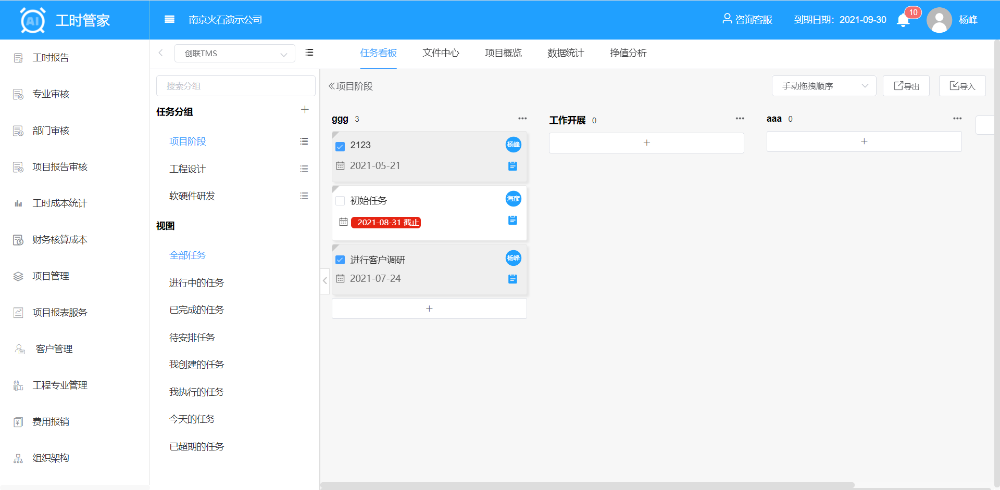 AI 工时管家
南京火石演示公司
咨询客服
到期日期：2021-09-30
10
杨峰
工时报告
专业审核
部门审核
项目报告审核
工时成本统计
财务核算成本
项目管理
项目报表服务
客户管理
工程专业管理
费用报销
组织架构
创联TMS
任务看板 文件中心 项目概览 数据统计 挣值分析
搜索分组
任务分组
项目阶段
工程设计
软硬件研发
视图
全部任务
进行中的任务
已完成的任务
待安排任务
我创建的任务
我执行的任务
今天的任务
已超期的任务
项目阶段
手动拖拽顺序
导出
导入
ggg 3
2123
杨峰
2021-05-21
初始任务
海彦
2021-08-31 截止
进行客户调研
杨峰
2021-07-24
工作开展 0
aaa 0